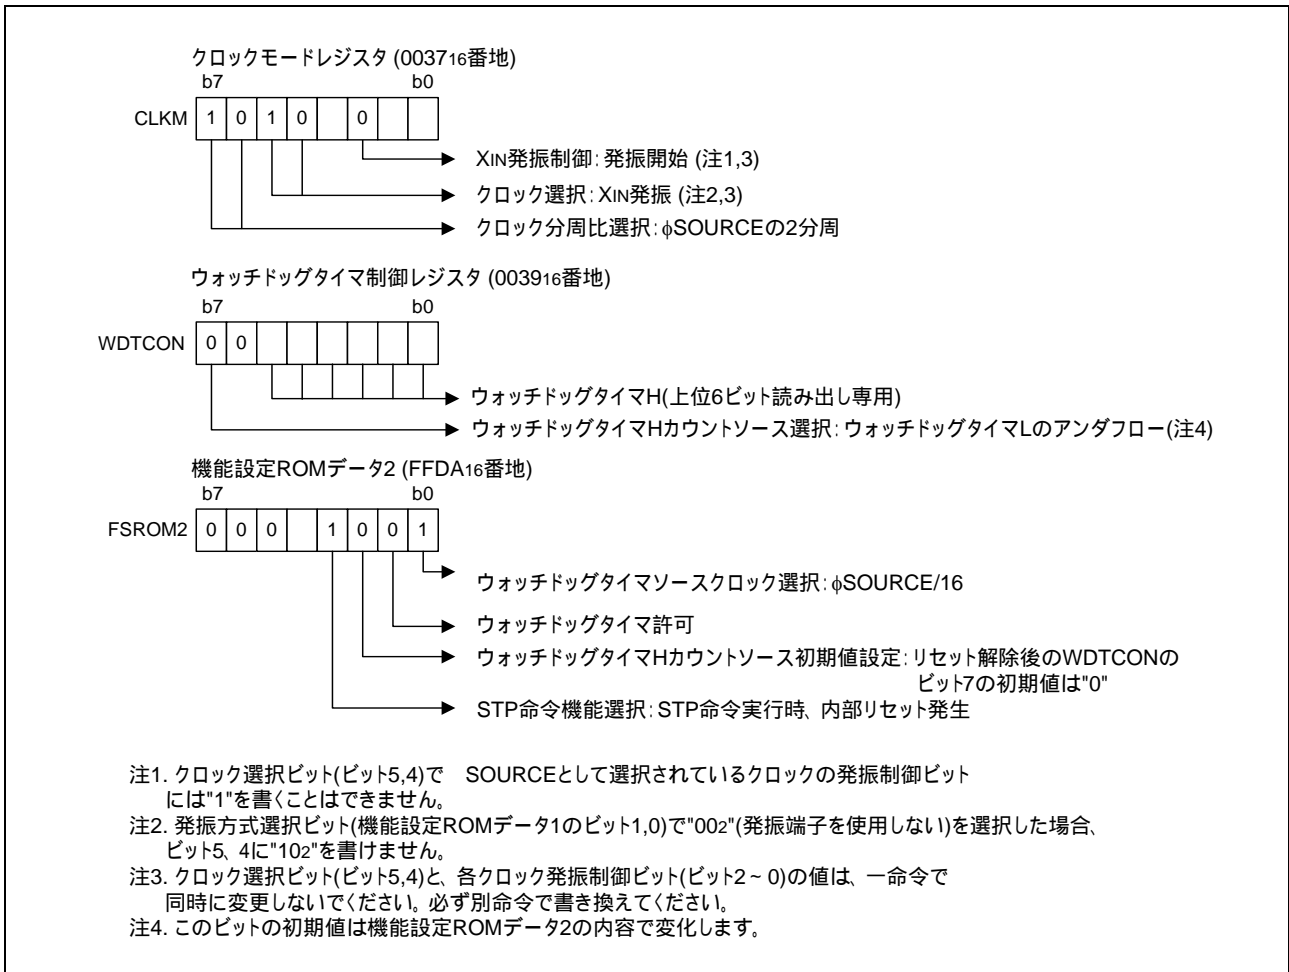 クロックモードレジスタ (003716番地)
b7 b0
CLKM 1 0 1 0 0
XIN発振制御: 発振開始 (注1,3)
クロック選択: XIN発振 (注2,3)
クロック分周比選択: φSOURCEの2分周
ウォッチドッグタイマ制御レジスタ (003916番地)
b7 b0
WDTCON 0 0
ウォッチドッグタイマH(上位6ビット読み出し専用)
ウォッチドッグタイマHカウントソース選択: ウォッチドッグタイマLのアンダフロー(注4)
機能設定ROMデータ2 (FFDA16番地)
b7 b0
FSROM2 0 0 0 1 0 0 1
ウォッチドッグタイマソースクロック選択: φSOURCE/16
ウォッチドッグタイマ許可
ウォッチドッグタイマHカウントソース初期値設定: リセット解除後のWDTCONの
ビット7の初期値は"0"
STP命令機能選択: STP命令実行時、内部リセット発生
注1. クロック選択ビット(ビット5,4)で SOURCEとして選択されているクロックの発振制御ビット
には"1"を書くことはできません。
注2. 発振方式選択ビット(機能設定ROMデータ1のビット1,0)で"002"(発振端子を使用しない)を選択した場合、
ビット5、4に"102"を書けません。
注3. クロック選択ビット(ビット5,4)と、各クロック発振制御ビット(ビット2~0)の値は、一命令で
同時に変更しないでください。必ず別命令で書き換えてください。
注4. このビットの初期値は機能設定ROMデータ2の内容で変化します。